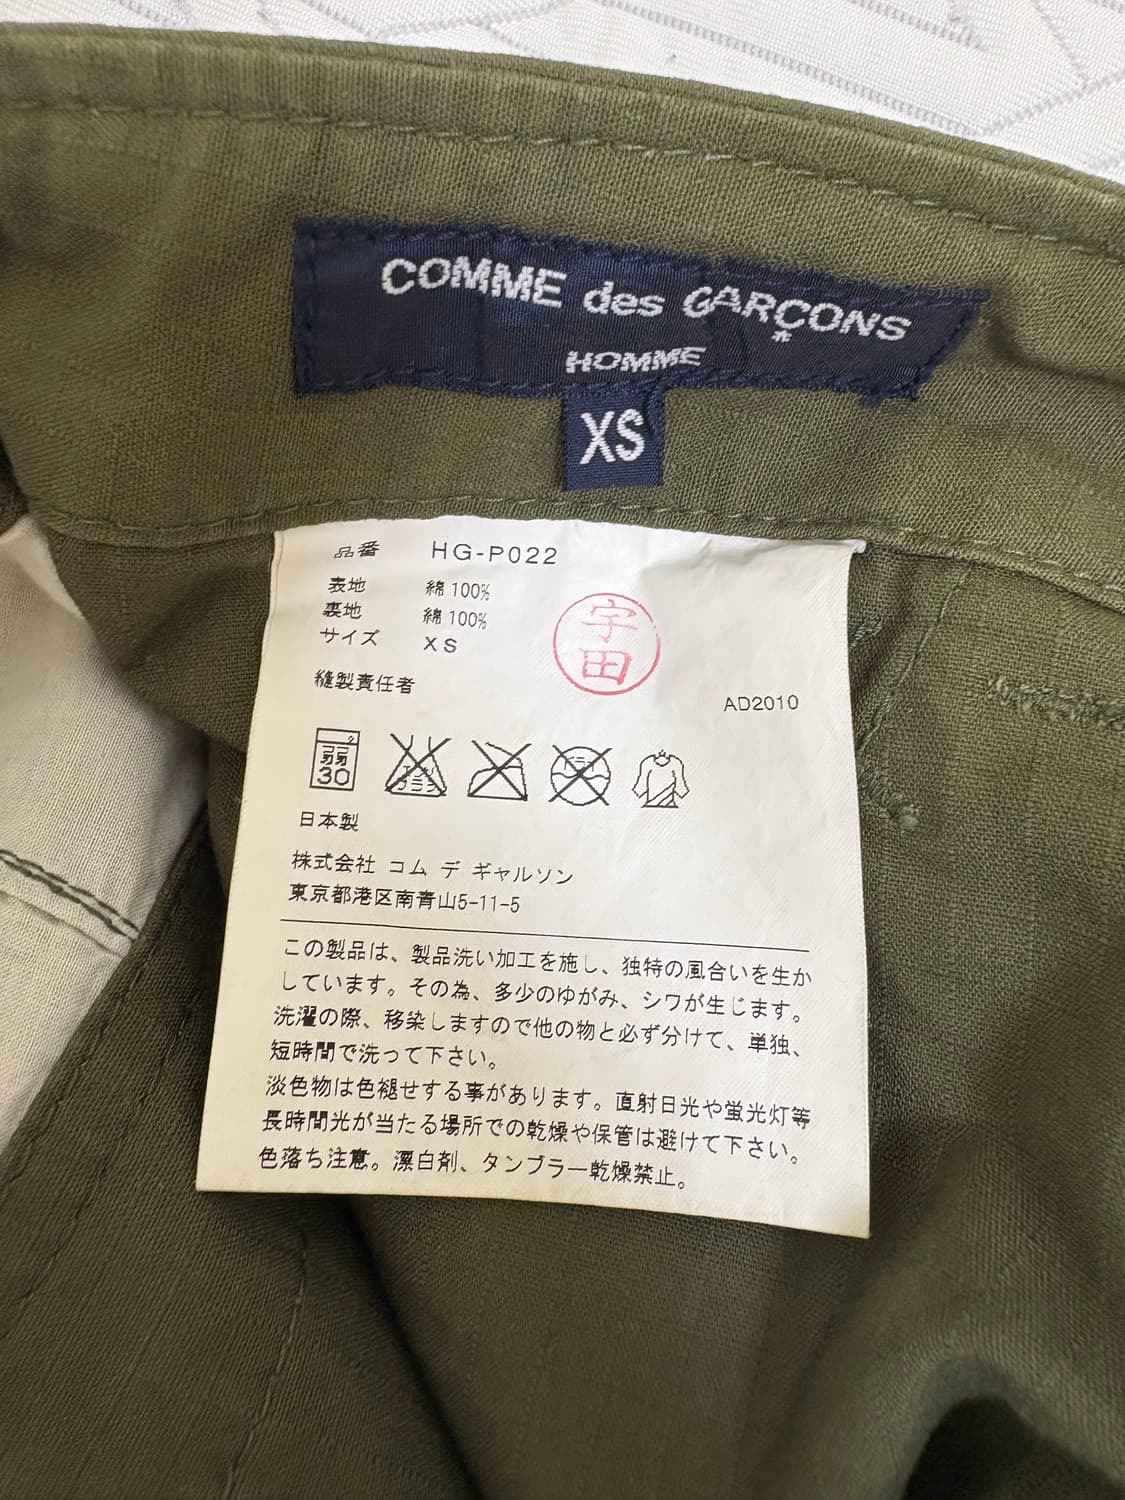 COMME des GARÇONS
HOMME
XS
品番 HG-P022
表地 綿 100%
裏地 綿 100%
サイズ XS
宇田
縫製責任者
AD2010
2
弱
30
エンソ
サラシ
ドライ
日本製
株式会社 コム デ ギャルソン
東京都港区南青山5-11-5
この製品は、製品洗い加工を施し、独特の風合いを生か
しています。その為、多少のゆがみ、シワが生じます。
洗濯の際、移染しますので他の物と必ず分けて、単独、
短時間で洗って下さい。
淡色物は色褪せする事があります。直射日光や蛍光灯等
長時間光が当たる場所での乾燥や保管は避けて下さい。
色落ち注意。漂白剤、タンブラー乾燥禁止。